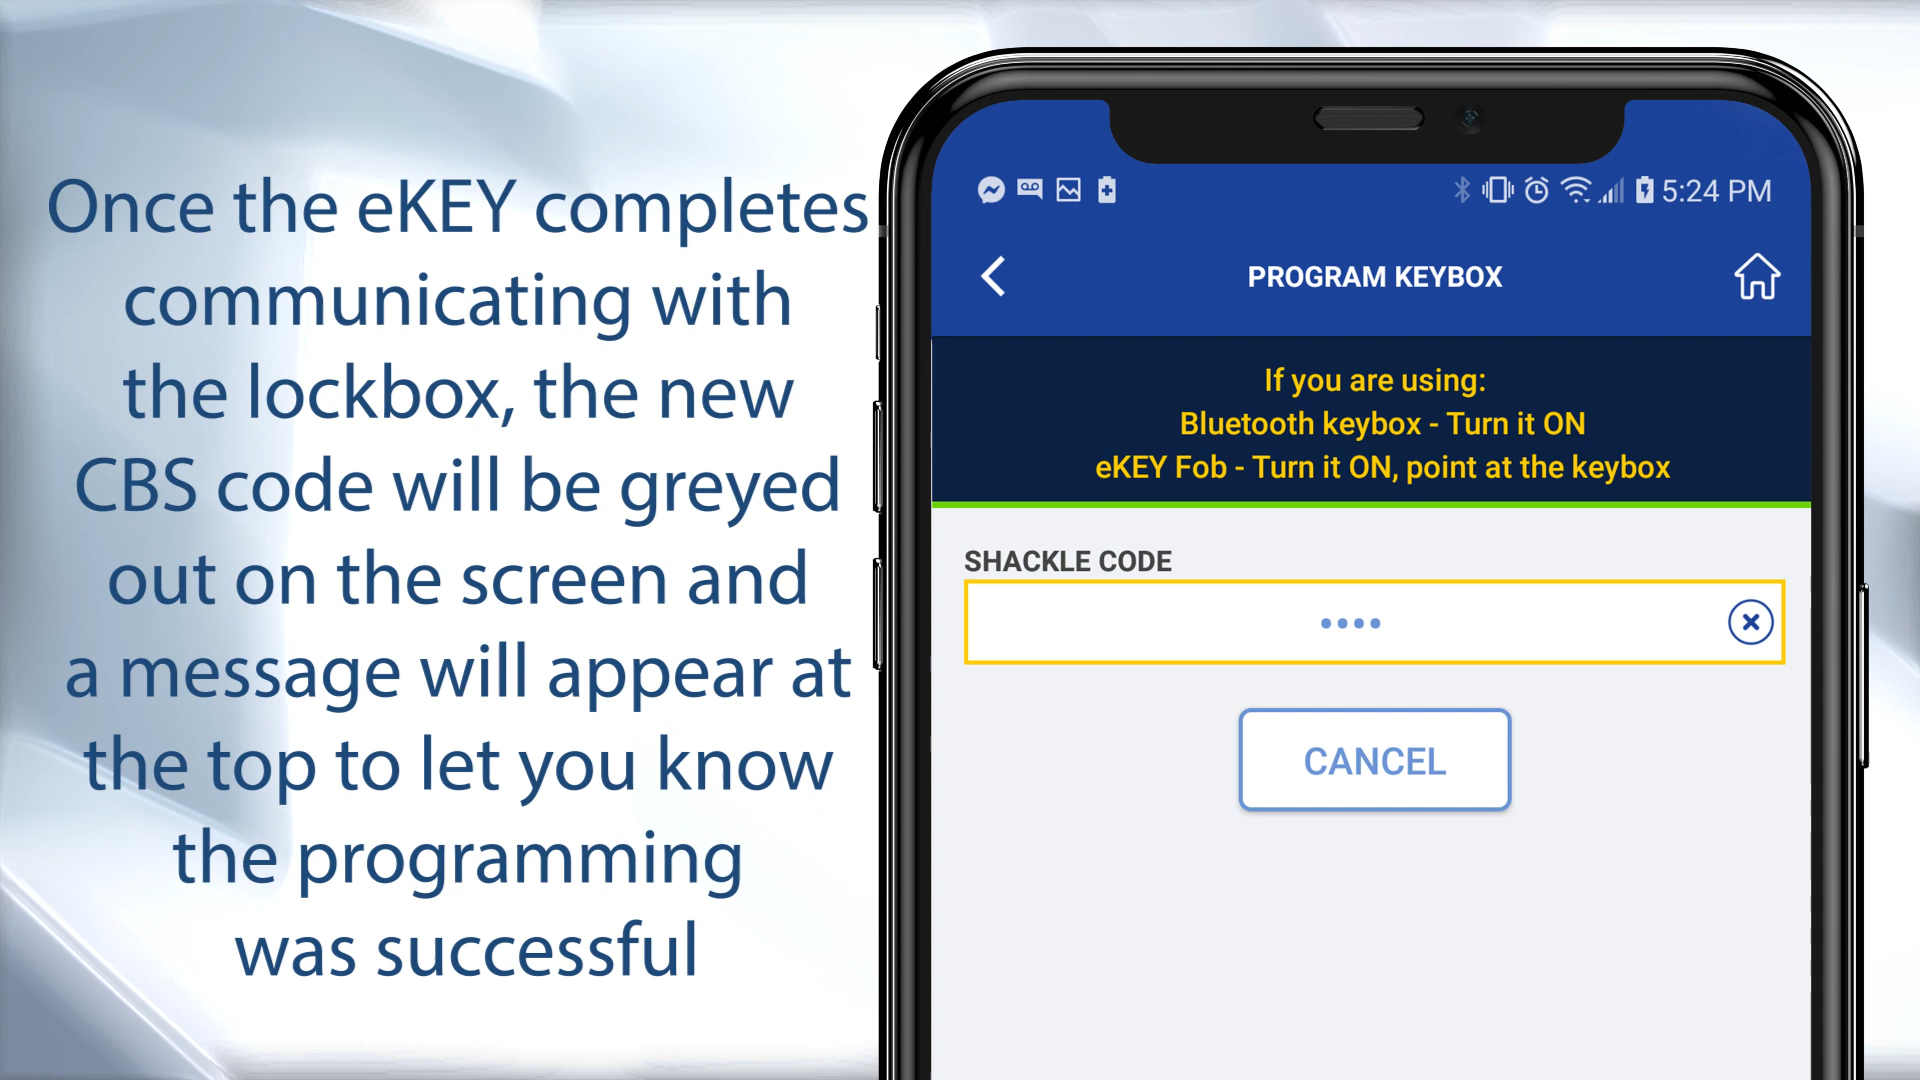 Once the eKEY completes
communicating with
the lockbox, the new
CBS code will be greyed
out on the screen and
a message will appear at
the top to let you know
the programming
was successful
5:24 PM
PROGRAM KEYBOX
If you are using:
Bluetooth keybox - Turn it ON
eKEY Fob - Turn it ON, point at the keybox
SHACKLE CODE
••••
CANCEL